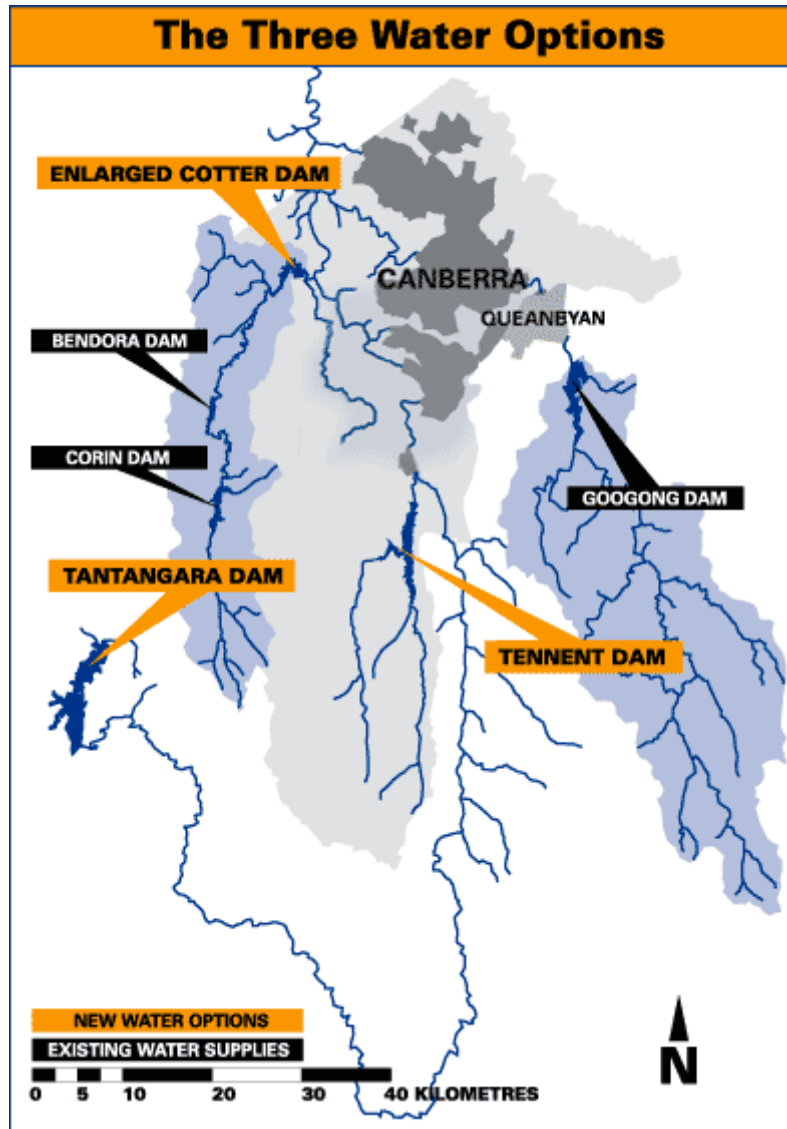 The Three Water Options
ENLARGED COTTER DAM
CANBERRA
QUEANBYAN
BENDORA DAM
CORIN DAM
GOOGONG DAM
TANTANGARA DAM
TENNENT DAM
NEW WATER OPTIONS
EXISTING WATER SUPPLIES
0 5 10 20 30 40 KILOMETRES
N